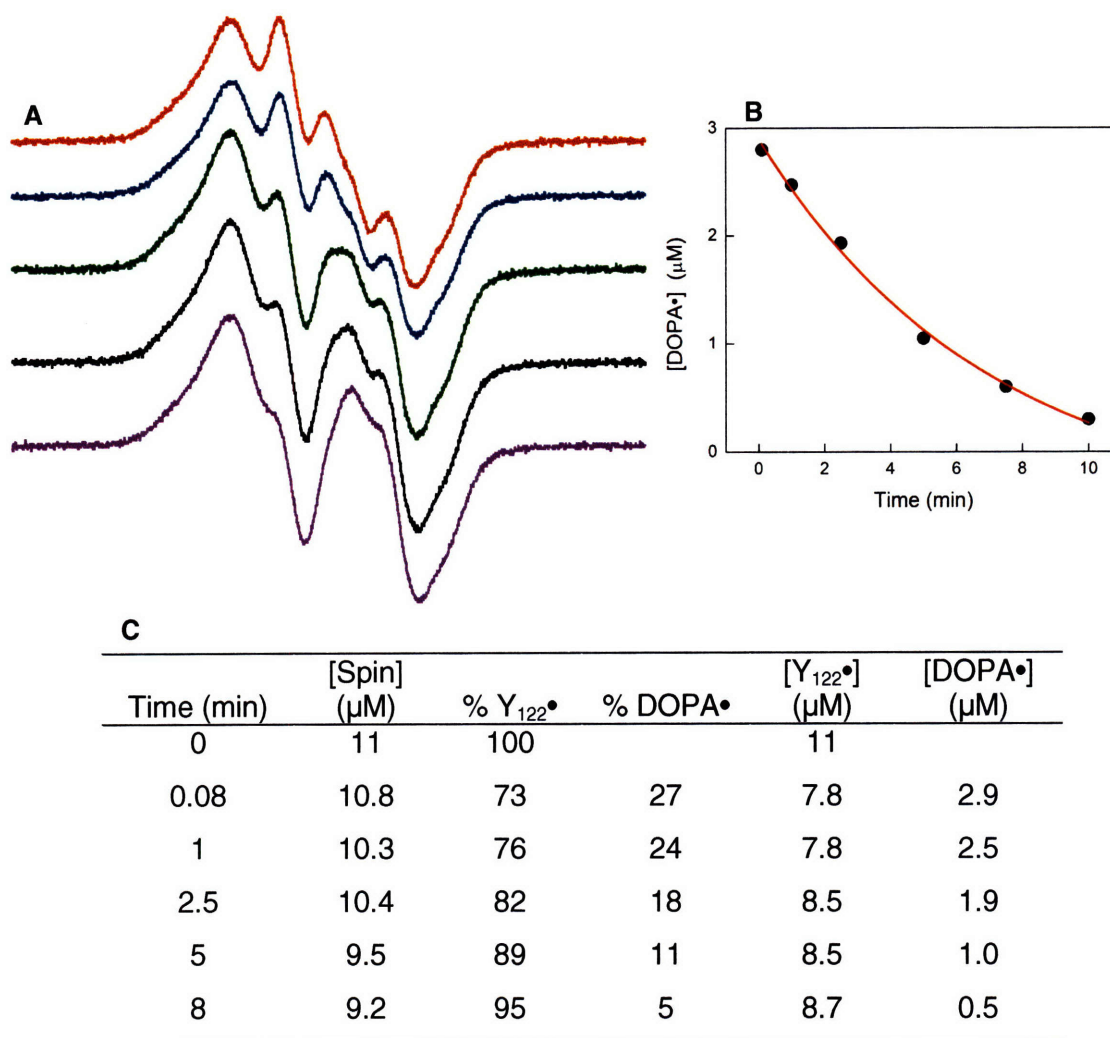 A
B
3
2
1
0
[DOPA•] (µM)
0 2 4 6 8 10
Time (min)
C
Time (min) [Spin] (µM) % Y₁₂₂• % DOPA• [Y₁₂₂•] (µM) [DOPA•] (µM)
0 11 100 11
0.08 10.8 73 27 7.8 2.9
1 10.3 76 24 7.8 2.5
2.5 10.4 82 18 8.5 1.9
5 9.5 89 11 8.5 1.0
8 9.2 95 5 8.7 0.5